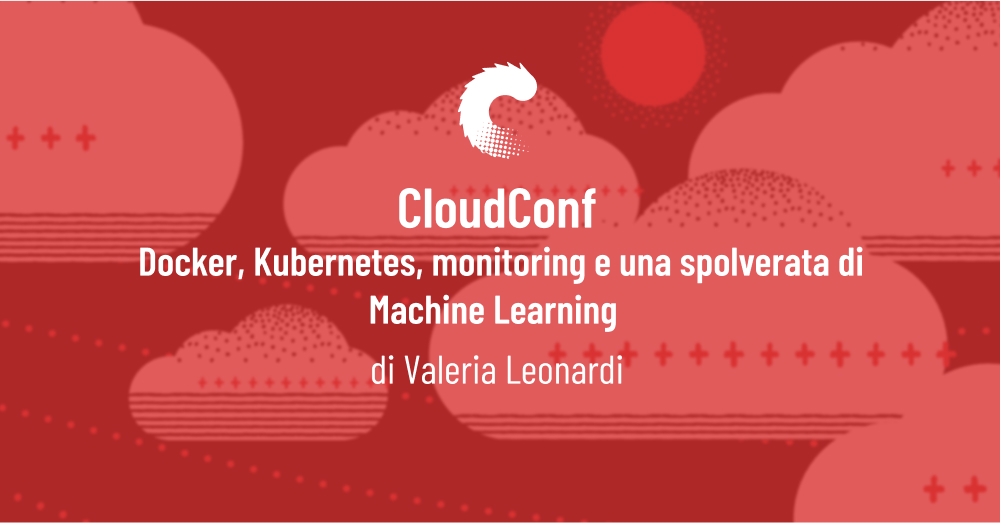 CloudConf
Docker, Kubernetes, monitoring e una spolverata di
Machine Learning
di Valeria Leonardi